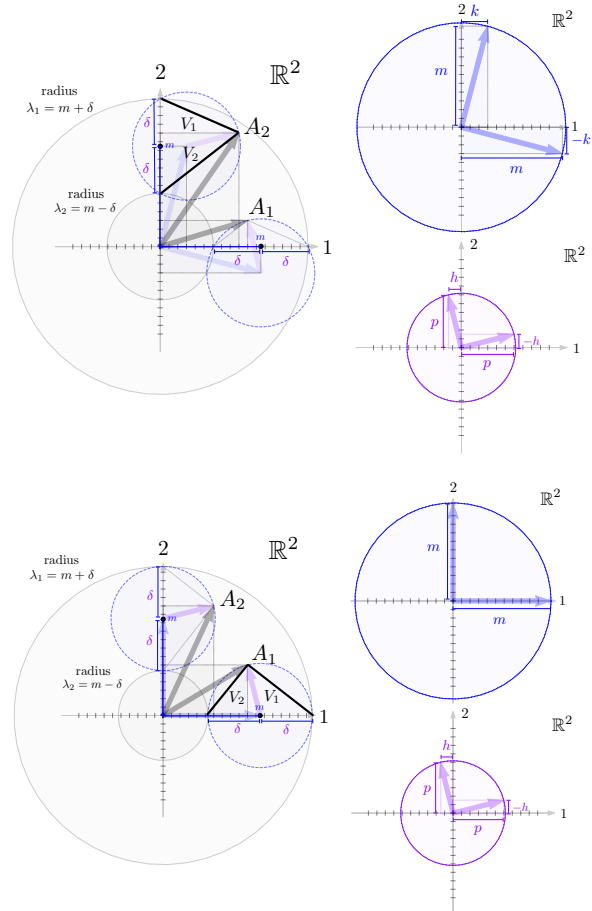 2
ℝ²
radius
λ₁ = m + δ
δ
V₁
A₂
m
δ
V₂
radius
λ₂ = m − δ
A₁
m
1
δ
δ
2
k
ℝ²
m
1
−k
m
2
ℝ²
h
p
−h
1
p
2
ℝ²
radius
λ₁ = m + δ
δ
A₂
m
δ
radius
λ₂ = m − δ
A₁
V₂
V₁
m
1
δ
δ
2
ℝ²
m
1
m
2
ℝ²
h
p
−h
1
p